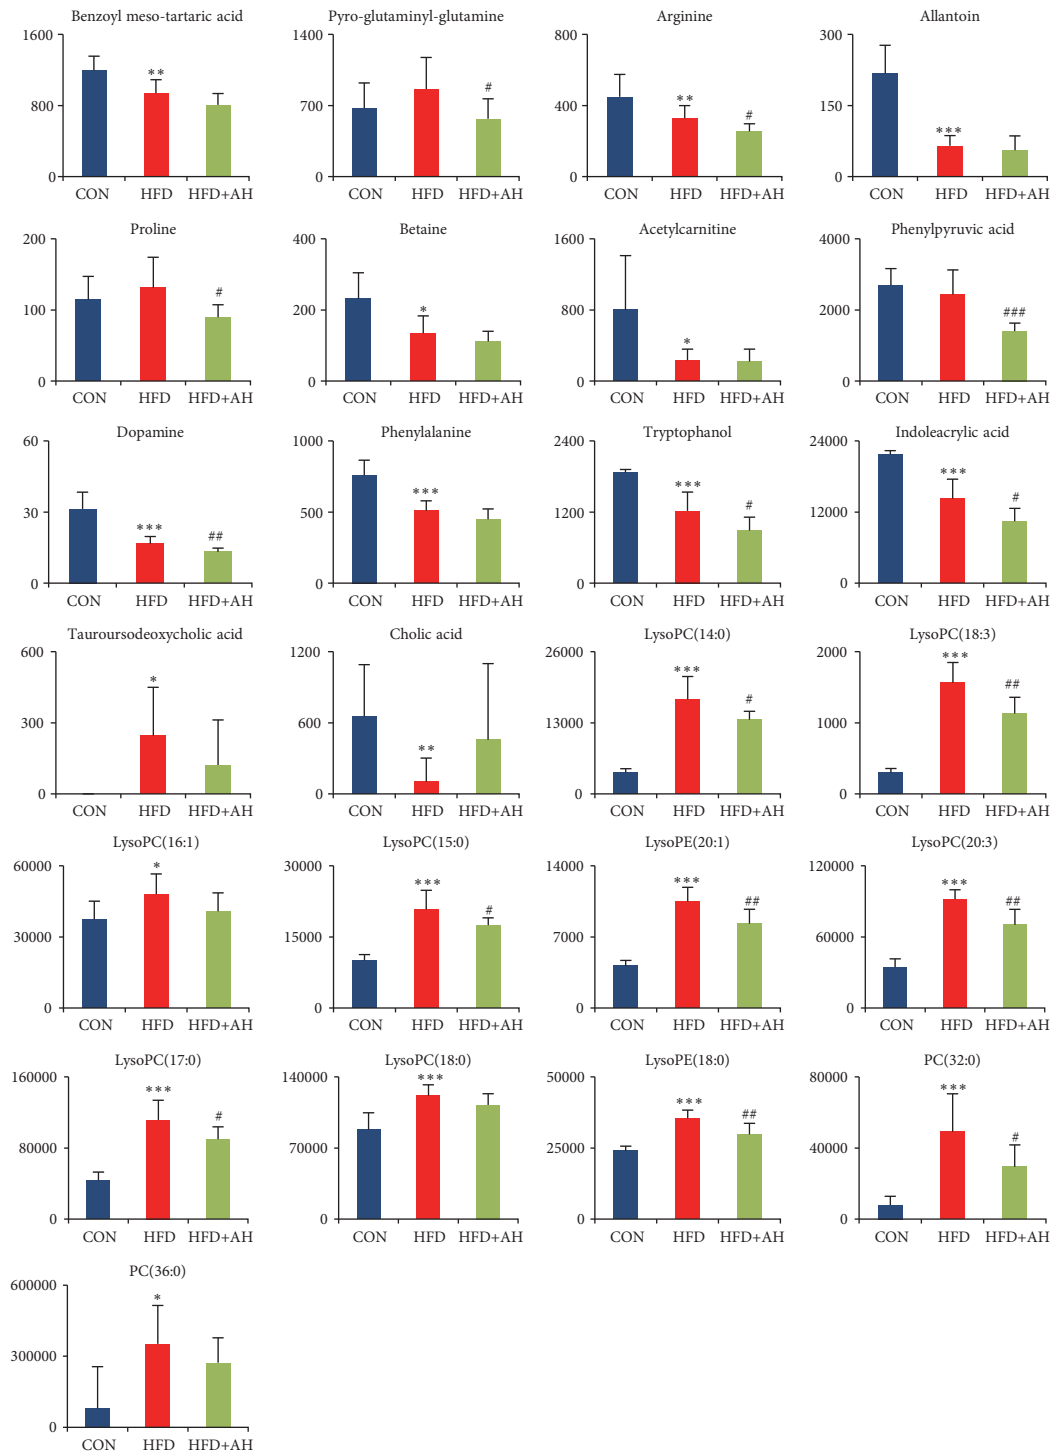 Benzoyl meso-tartaric acid
1600
800
0
**
CON HFD HFD+AH
Pyro-glutaminyl-glutamine
1400
700
0
#
CON HFD HFD+AH
Arginine
800
400
0
**
#
CON HFD HFD+AH
Allantoin
300
150
0
***
CON HFD HFD+AH
Proline
200
100
0
#
CON HFD HFD+AH
Betaine
400
200
0
*
CON HFD HFD+AH
Acetylcarnitine
1600
800
0
*
CON HFD HFD+AH
Phenylpyruvic acid
4000
2000
0
###
CON HFD HFD+AH
Dopamine
60
30
0
***
##
CON HFD HFD+AH
Phenylalanine
1000
500
0
***
CON HFD HFD+AH
Tryptophanol
2400
1200
0
***
#
CON HFD HFD+AH
Indoleacrylic acid
24000
12000
0
***
#
CON HFD HFD+AH
Tauroursodeoxycholic acid
600
300
0
*
CON HFD HFD+AH
Cholic acid
1200
600
0
**
CON HFD HFD+AH
LysoPC(14:0)
26000
13000
0
***
#
CON HFD HFD+AH
LysoPC(18:3)
2000
1000
0
***
##
CON HFD HFD+AH
LysoPC(16:1)
60000
30000
0
*
CON HFD HFD+AH
LysoPC(15:0)
30000
15000
0
***
#
CON HFD HFD+AH
LysoPE(20:1)
14000
7000
0
***
##
CON HFD HFD+AH
LysoPC(20:3)
120000
60000
0
***
##
CON HFD HFD+AH
LysoPC(17:0)
160000
80000
0
***
#
CON HFD HFD+AH
LysoPC(18:0)
140000
70000
0
***
CON HFD HFD+AH
LysoPE(18:0)
50000
25000
0
***
##
CON HFD HFD+AH
PC(32:0)
80000
40000
0
***
#
CON HFD HFD+AH
PC(36:0)
600000
300000
0
*
CON HFD HFD+AH